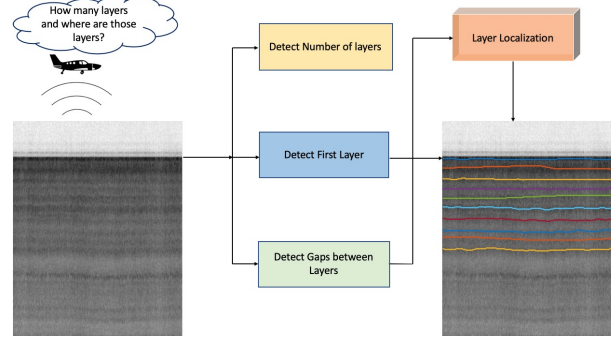 How many layers
and where are those
layers?
Detect Number of layers
Layer Localization
Detect First Layer
Detect Gaps between
Layers